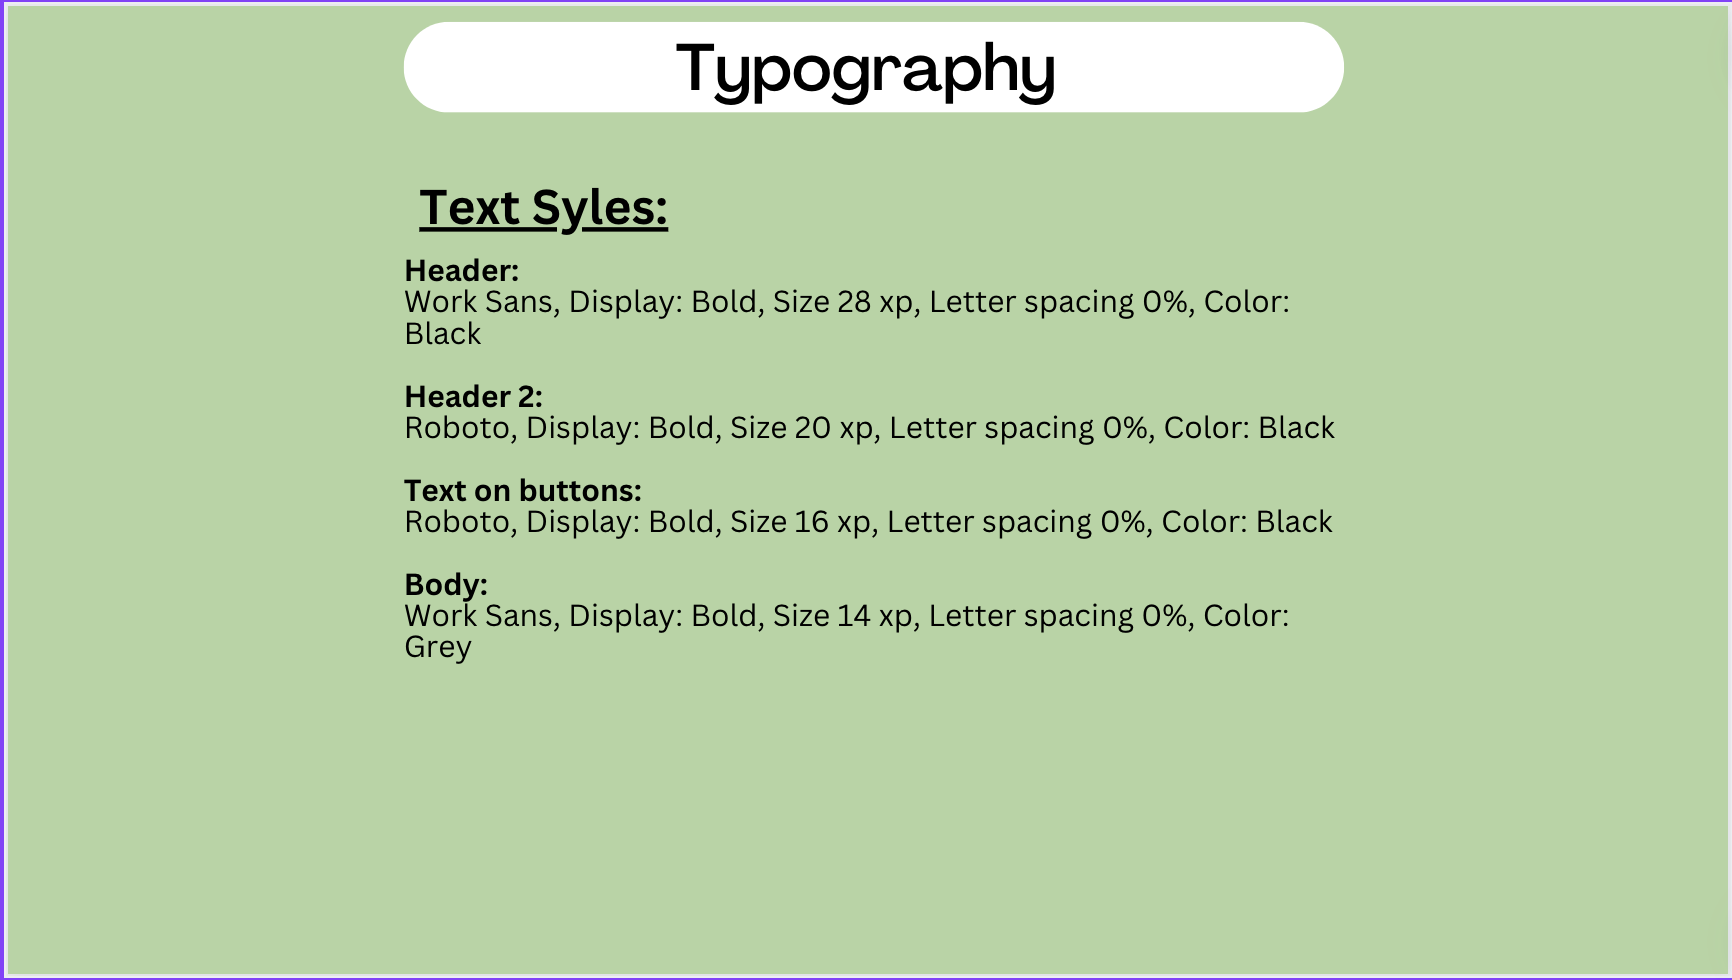 Typography
Text Syles:
Header:
Work Sans, Display: Bold, Size 28 xp, Letter spacing 0%, Color:
Black
Header 2:
Roboto, Display: Bold, Size 20 xp, Letter spacing 0%, Color: Black
Text on buttons:
Roboto, Display: Bold, Size 16 xp, Letter spacing 0%, Color: Black
Body:
Work Sans, Display: Bold, Size 14 xp, Letter spacing 0%, Color:
Grey